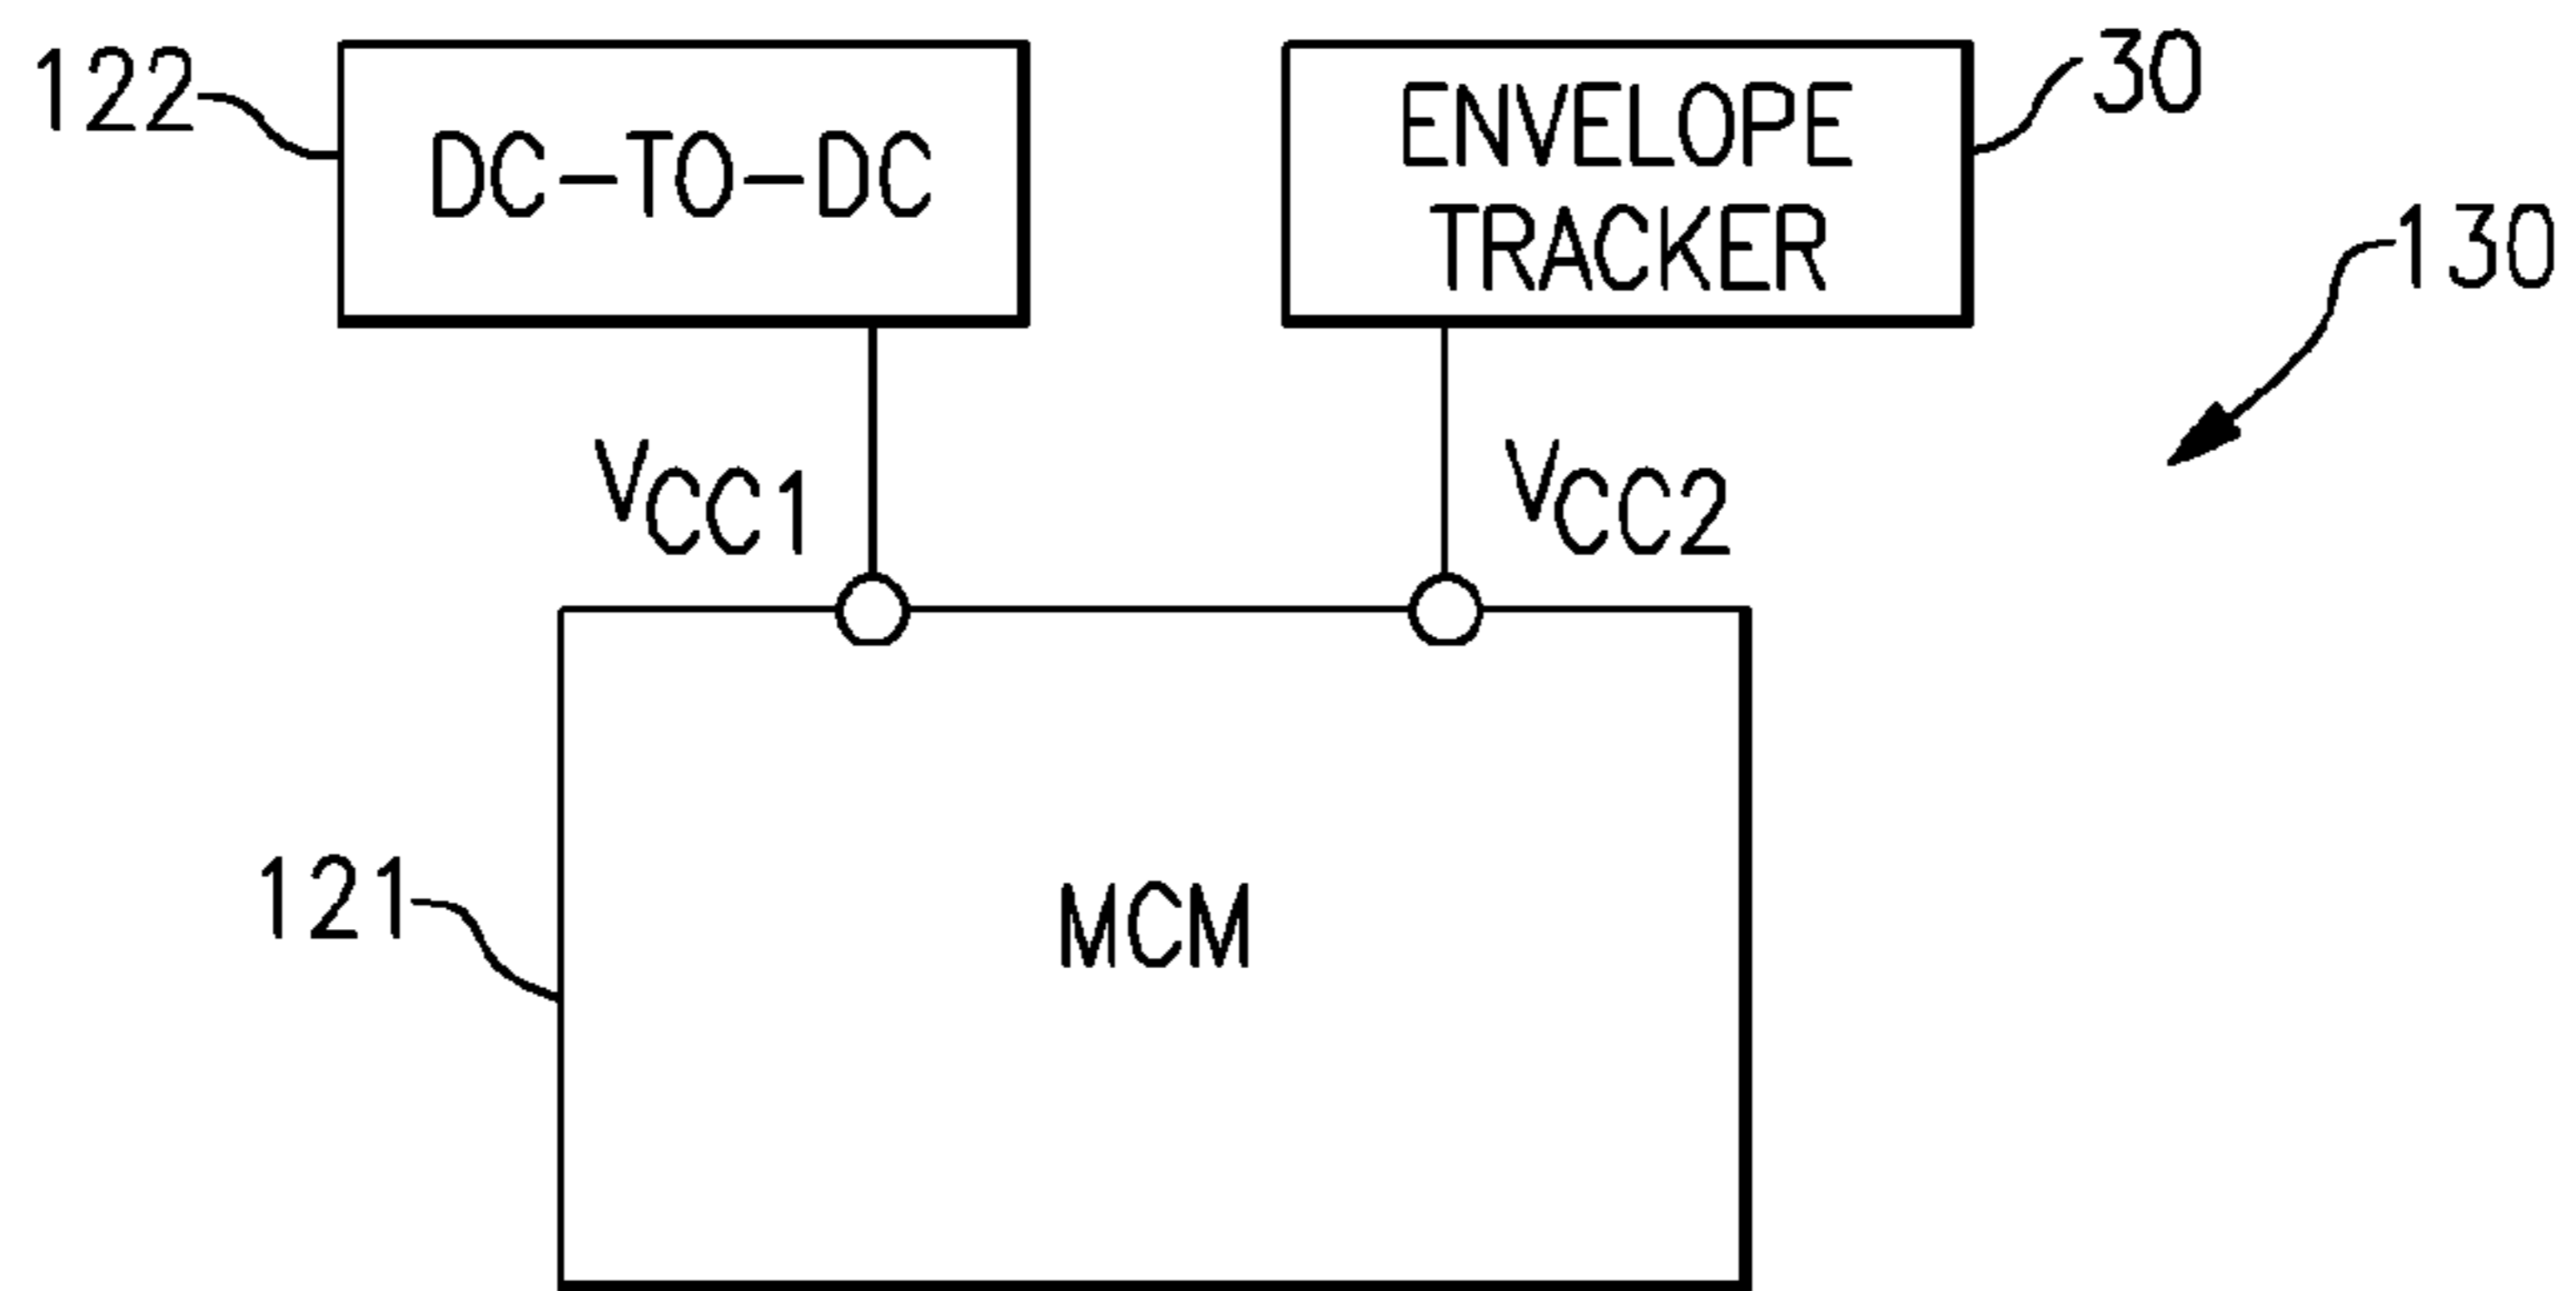 122
DC-TO-DC
ENVELOPE
TRACKER
30
130
VCC1
VCC2
121
MCM